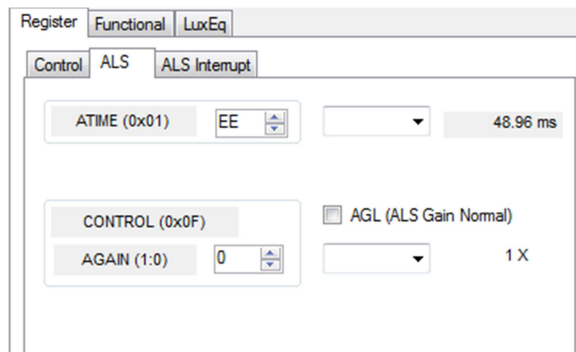 Register Functional LuxEq
Control ALS ALS Interrupt
ATIME (0x01) EE 48.96 ms
CONTROL (0x0F) AGL (ALS Gain Normal)
AGAIN (1:0) 0 1 X